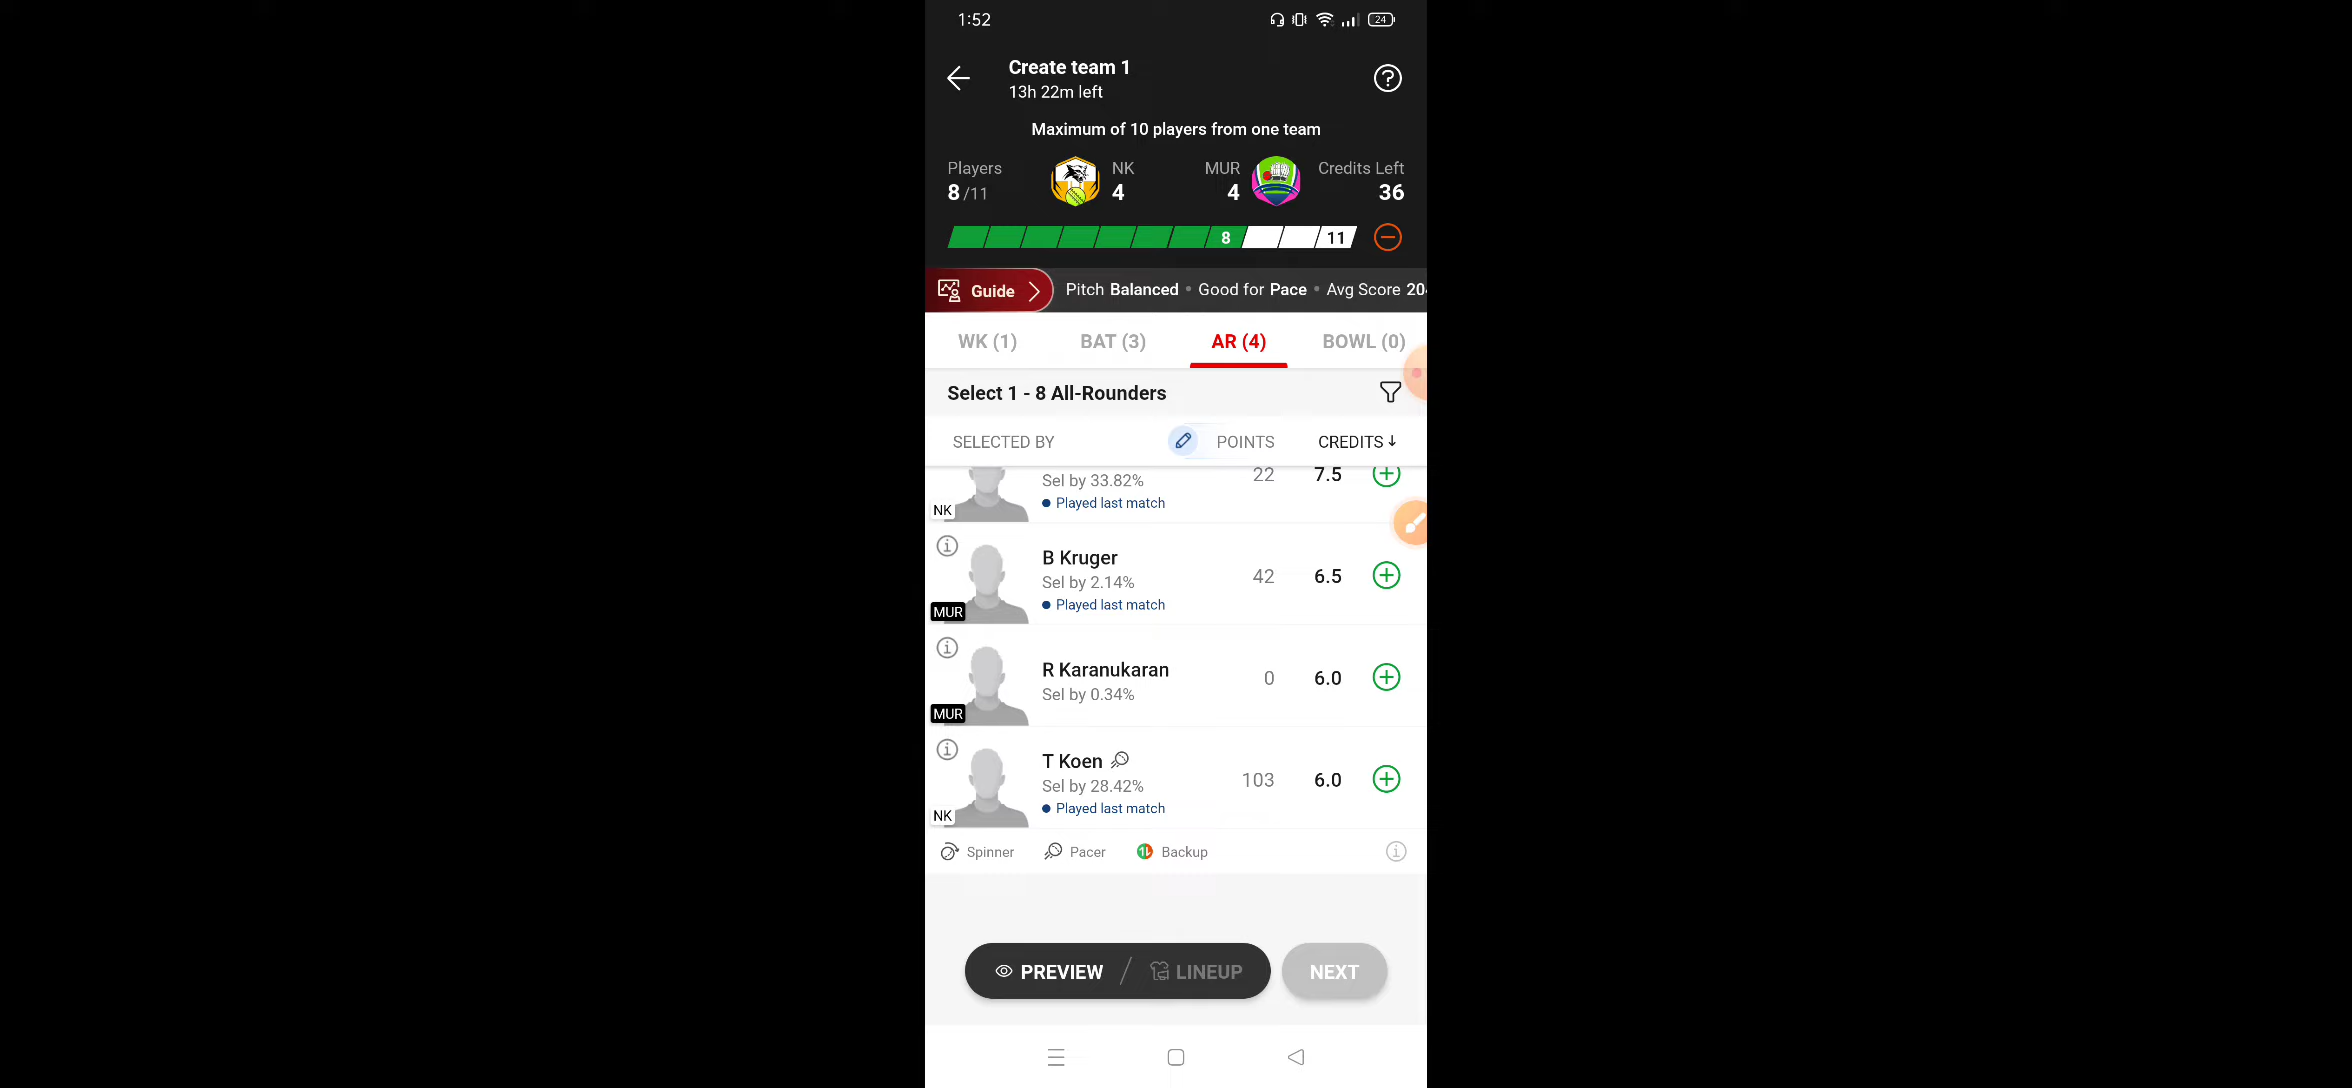 1:52
24
Create team 1
13h 22m left
Maximum of 10 players from one team
Players
8 /11
NK
4
MUR
4
Credits Left
36
8
11
Guide
Pitch Balanced • Good for Pace • Avg Score 20
WK (1)
BAT (3)
AR (4)
BOWL (0)
Select 1 - 8 All-Rounders
SELECTED BY
POINTS
CREDITS ↓
Sel by 33.82%
22
7.5
Played last match
NK
B Kruger
Sel by 2.14%
42
6.5
Played last match
MUR
R Karanukaran
Sel by 0.34%
0
6.0
MUR
T Koen
Sel by 28.42%
103
6.0
Played last match
NK
Spinner
Pacer
Backup
PREVIEW
LINEUP
NEXT